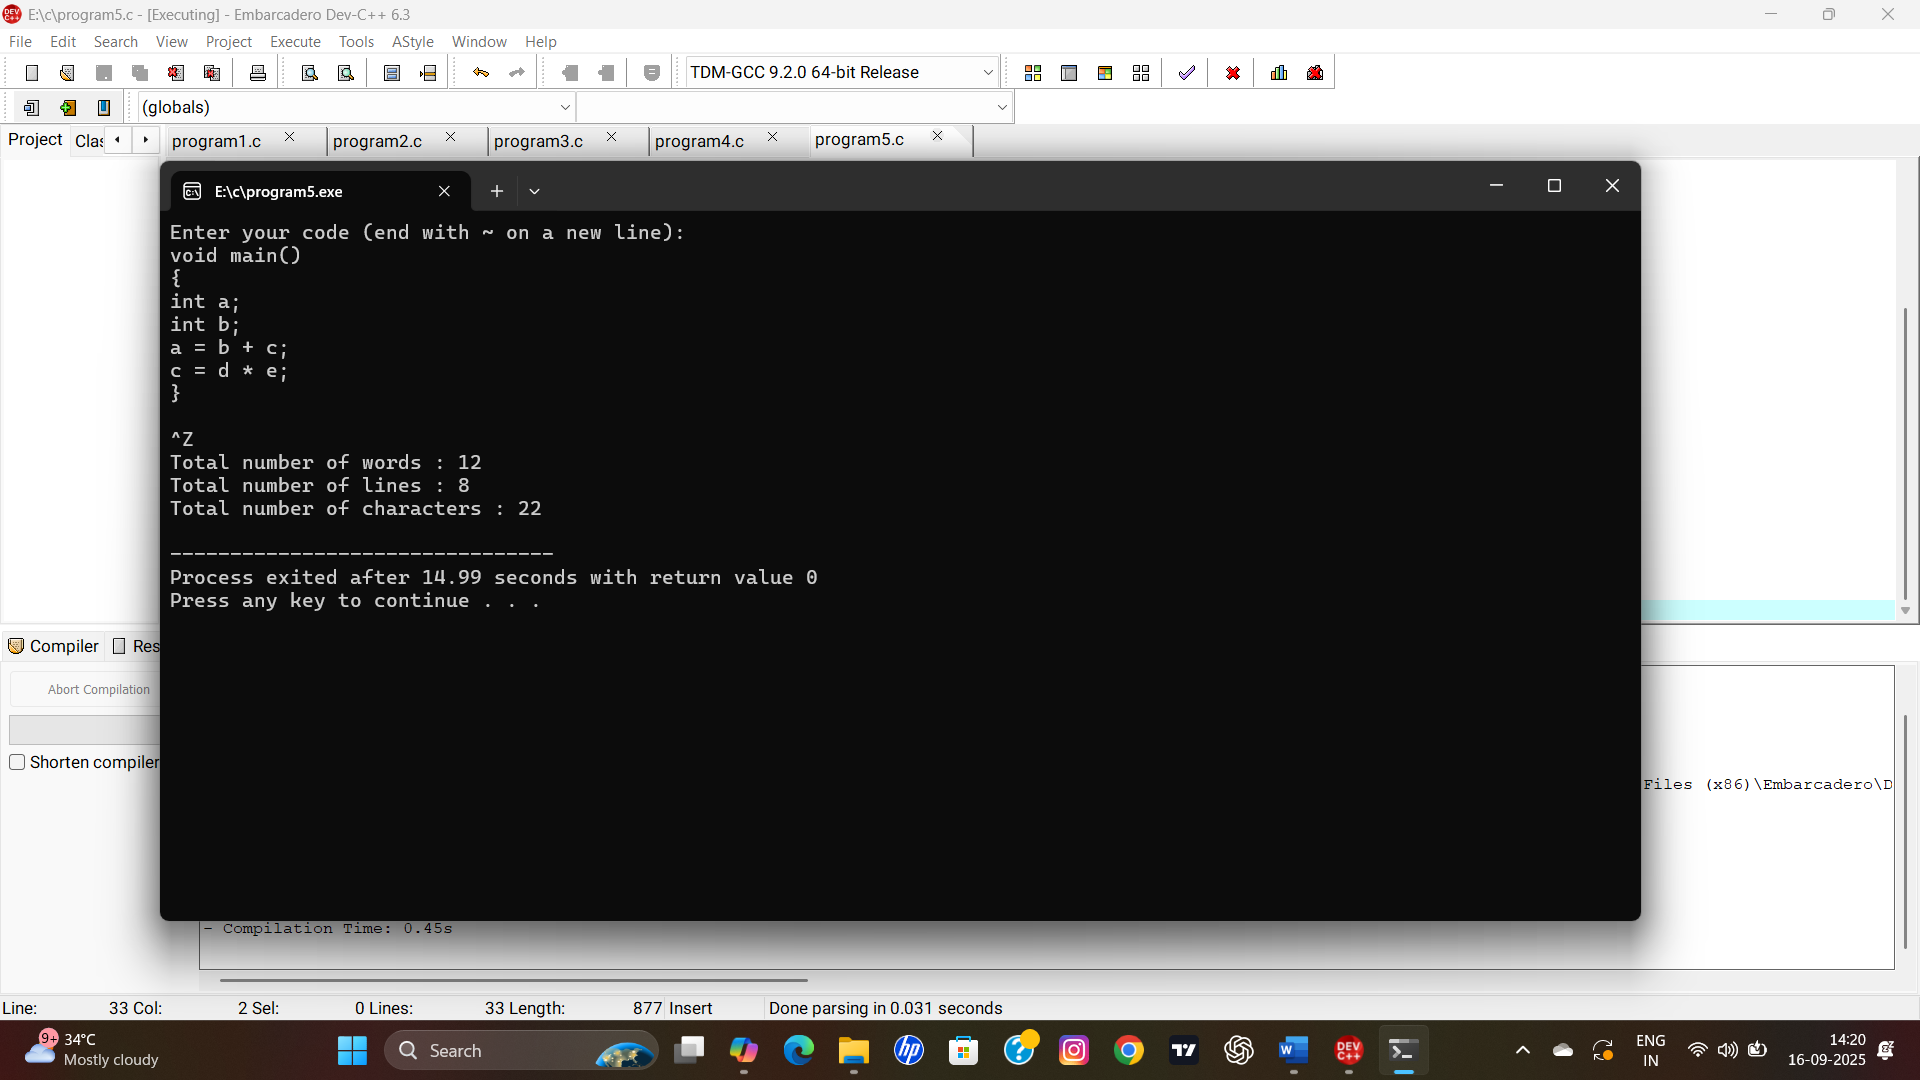 E:\c\program5.c - [Executing] - Embarcadero Dev-C++ 6.3
File Edit Search View Project Execute Tools AStyle Window Help
TDM-GCC 9.2.0 64-bit Release
(globals)
Project Clas program1.c program2.c program3.c program4.c program5.c
E:\c\program5.exe
Enter your code (end with ~ on a new line):
void main()
{
int a;
int b;
a = b + c;
c = d * e;
}
^Z
Total number of words : 12
Total number of lines : 8
Total number of characters : 22
--------------------------------
Process exited after 14.99 seconds with return value 0
Press any key to continue . . .
Compiler Res
Abort Compilation
Shorten compiler
Files (x86)\Embarcadero\D
- Compilation Time: 0.45s
Line: 33 Col: 2 Sel: 0 Lines: 33 Length: 877 Insert Done parsing in 0.031 seconds
9+ 34°C
Mostly cloudy
Search
ENG
IN
14:20
16-09-2025